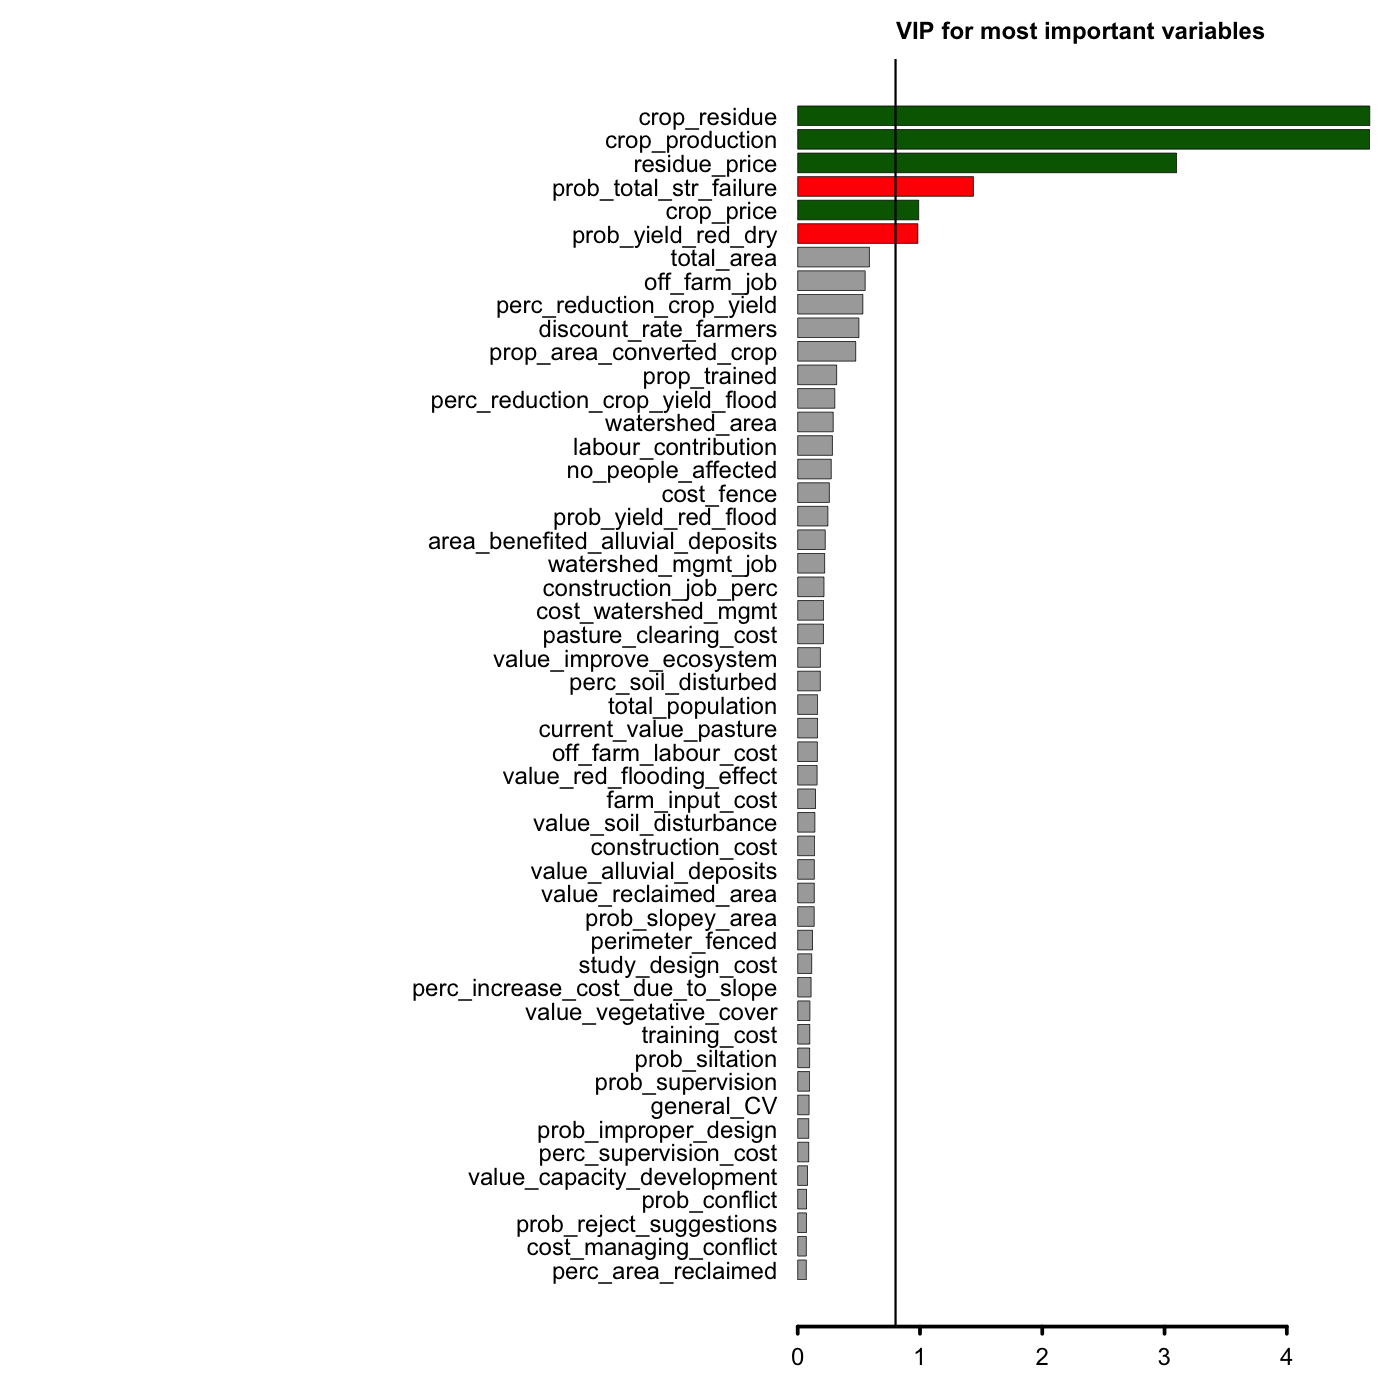 VIP for most important variables
crop_residue
crop_production
residue_price
prob_total_str_failure
crop_price
prob_yield_red_dry
total_area
off_farm_job
perc_reduction_crop_yield
discount_rate_farmers
prop_area_converted_crop
prop_trained
perc_reduction_crop_yield_flood
watershed_area
labour_contribution
no_people_affected
cost_fence
prob_yield_red_flood
area_benefited_alluvial_deposits
watershed_mgmt_job
construction_job_perc
cost_watershed_mgmt
pasture_clearing_cost
value_improve_ecosystem
perc_soil_disturbed
total_population
current_value_pasture
off_farm_labour_cost
value_red_flooding_effect
farm_input_cost
value_soil_disturbance
construction_cost
value_alluvial_deposits
value_reclaimed_area
prob_slopey_area
perimeter_fenced
study_design_cost
perc_increase_cost_due_to_slope
value_vegetative_cover
training_cost
prob_siltation
prob_supervision
general_CV
prob_improper_design
perc_supervision_cost
value_capacity_development
prob_conflict
prob_reject_suggestions
cost_managing_conflict
perc_area_reclaimed
0 1 2 3 4